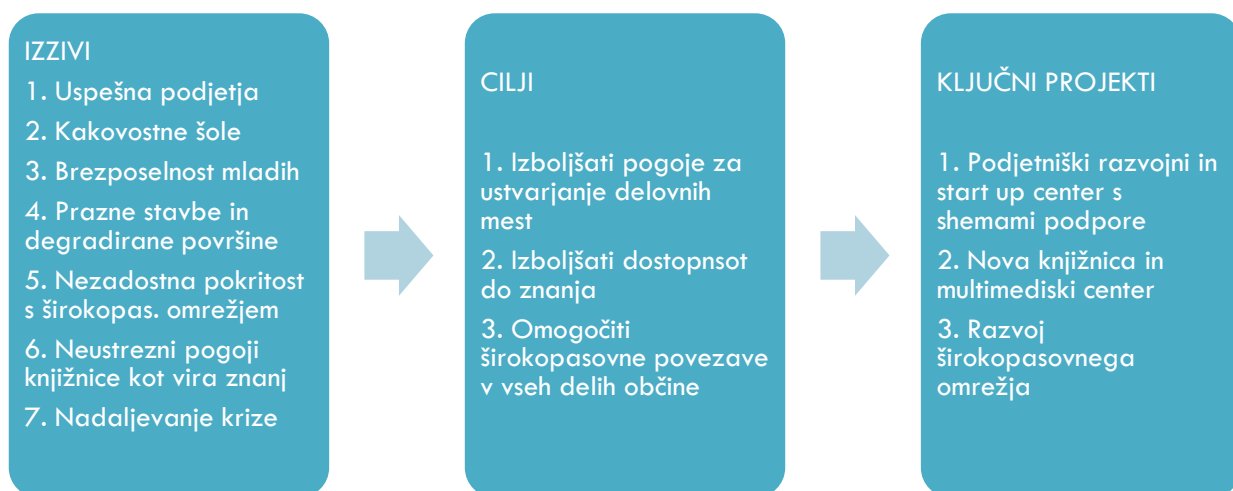 IZZIVI
1. Uspešna podjetja
2. Kakovostne šole
3. Brezposelnost mladih
4. Prazne stavbe in
degradirane površine
5. Nezadostna pokritost
s širokopas. omrežjem
6. Neustrezni pogoji
knjižnice kot vira znanj
7. Nadaljevanje krize
CILJI
1. Izboljšati pogoje za
ustvarjanje delovnih
mest
2. Izboljšati dostopnsot
do znanja
3. Omogočiti
širokopasovne povezave
v vseh delih občine
KLJUČNI PROJEKTI
1. Podjetniški razvojni in
start up center s
shemami podpore
2. Nova knjižnica in
multimediski center
3. Razvoj
širokopasovnega
omrežja